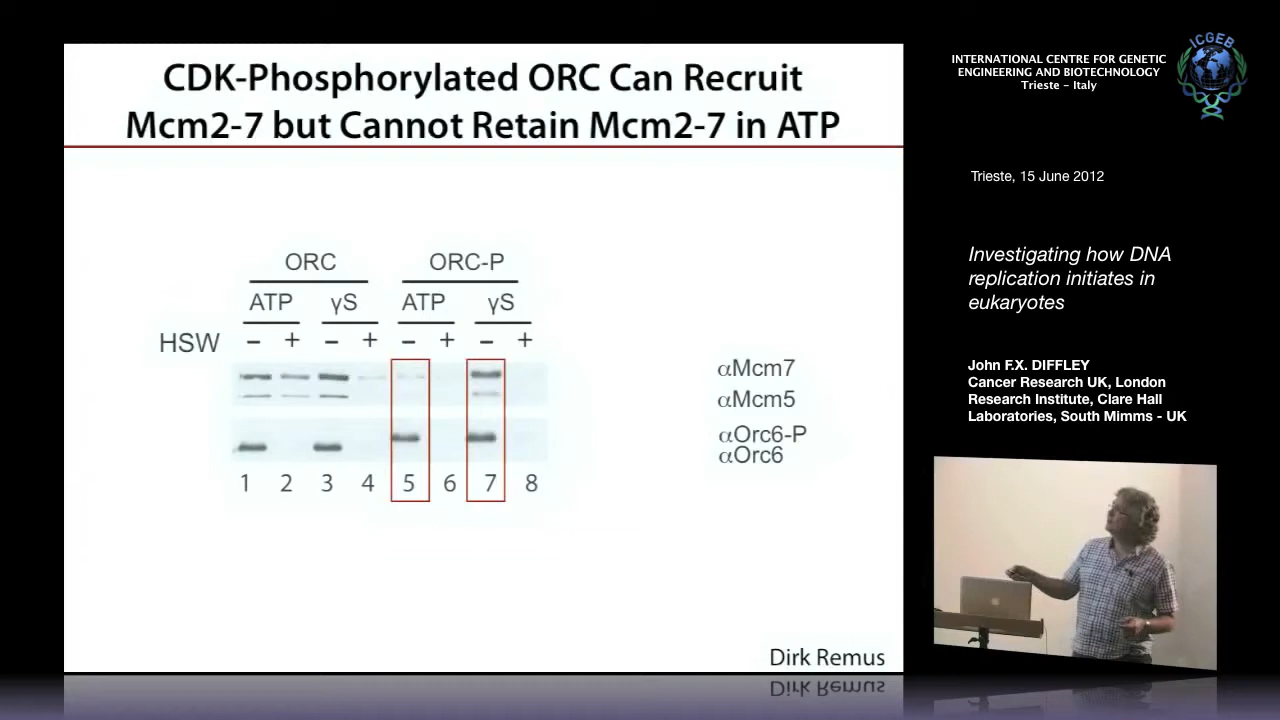 CDK-Phosphorylated ORC Can Recruit
Mcm2-7 but Cannot Retain Mcm2-7 in ATP
ORC ORC-P
ATP γS ATP γS
HSW – + – + – + – +
αMcm7
αMcm5
αOrc6-P
αOrc6
1 2 3 4 5 6 7 8
Dirk Remus
ICGEB
INTERNATIONAL CENTRE FOR GENETIC
ENGINEERING AND BIOTECHNOLOGY
Trieste – Italy
Trieste, 15 June 2012
Investigating how DNA
replication initiates in
eukaryotes
John F.X. DIFFLEY
Cancer Research UK, London
Research Institute, Clare Hall
Laboratories, South Mimms - UK